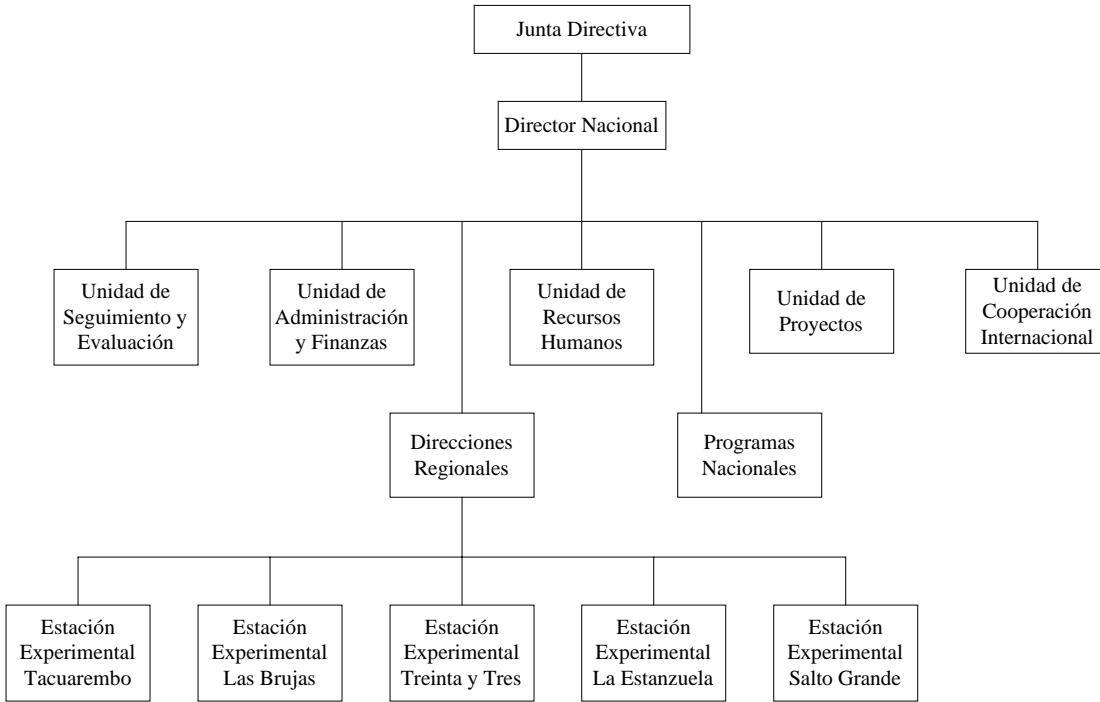 Junta Directiva
Director Nacional
Unidad de
Seguimiento y
Evaluación
Unidad de
Administración
y Finanzas
Unidad de
Recursos
Humanos
Unidad de
Proyectos
Unidad de
Cooperación
Internacional
Direcciones
Regionales
Programas
Nacionales
Estación
Experimental
Tacuarembo
Estación
Experimental
Las Brujas
Estación
Experimental
Treinta y Tres
Estación
Experimental
La Estanzuela
Estación
Experimental
Salto Grande